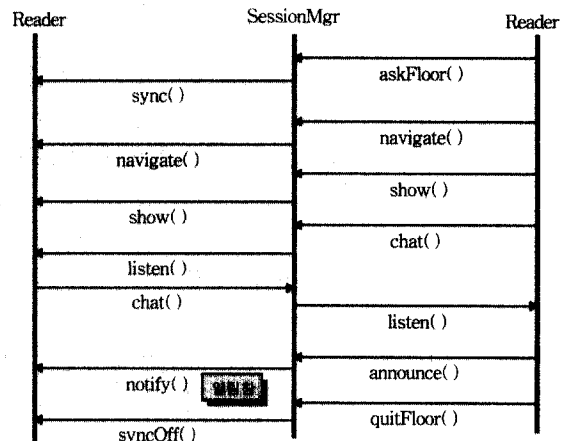 Reader SessionMgr Reader
askFloor( )
sync( )
navigate( )
navigate( )
show( )
show( )
chat( )
listen( )
chat( )
listen( )
announce( )
notify( )
quitFloor( )
syncOff( )